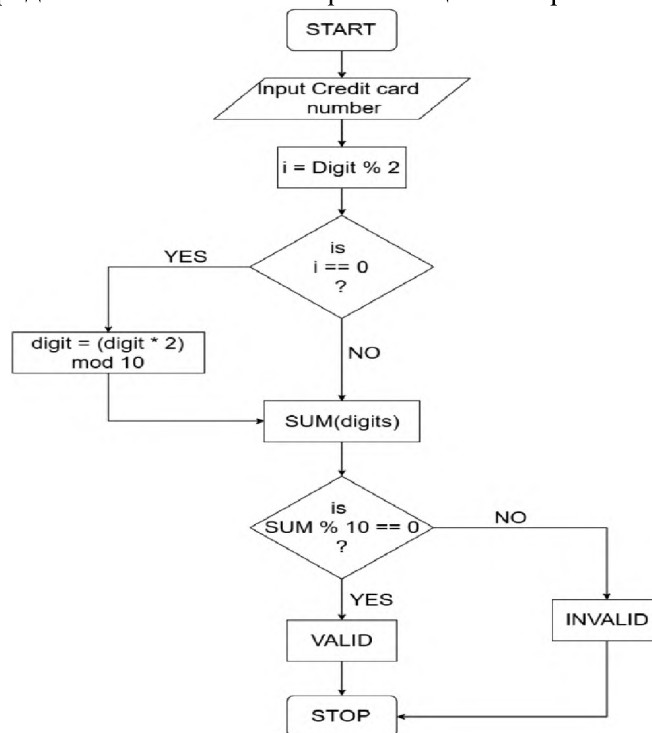 START
Input Credit card
number
i = Digit % 2
is
i == 0
?
YES
NO
digit = (digit * 2)
mod 10
SUM(digits)
is
SUM % 10 == 0
?
NO
YES
INVALID
VALID
STOP